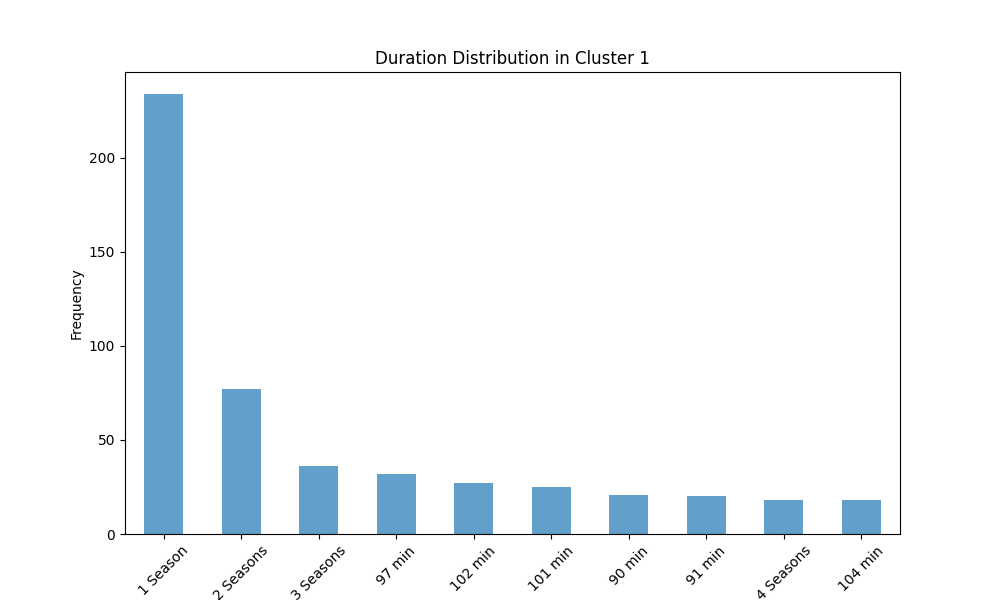 Duration Distribution in Cluster 1
Frequency
200
150
100
50
0
1 Season
2 Seasons
3 Seasons
97 min
102 min
101 min
90 min
91 min
4 Seasons
104 min